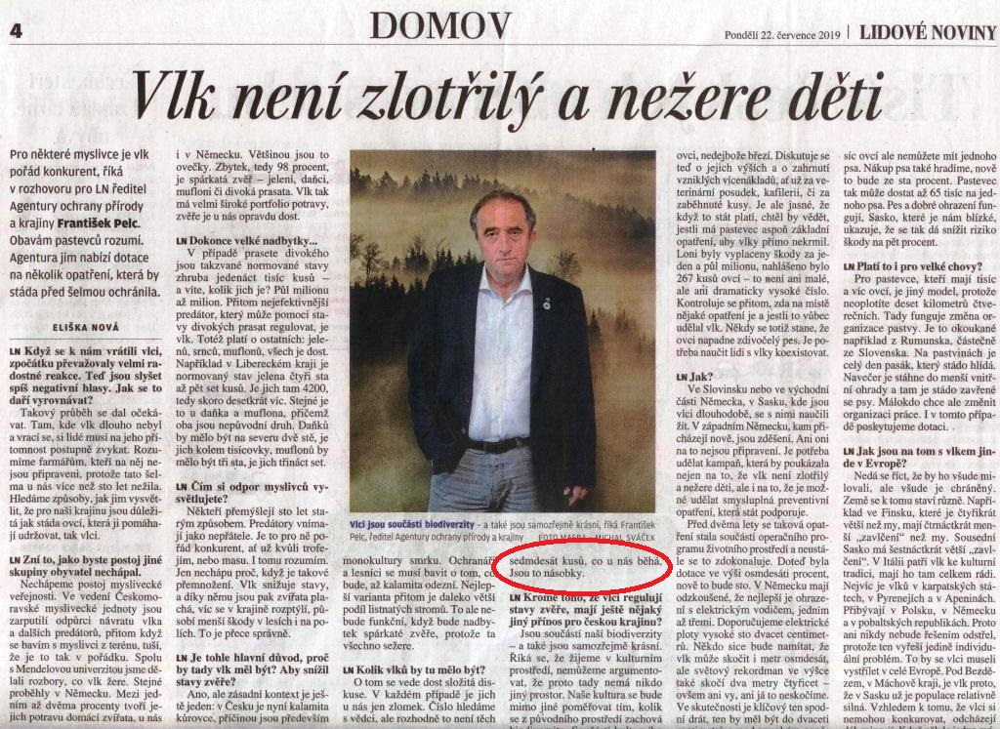 4
DOMOV
Pondělí 22. července 2019
LIDOVÉ NOVINY
Vlk není zlotřilý a nežere děti
Pro některé myslivce je vlk
pořád konkurent, říká
v rozhovoru pro LN ředitel
Agentury ochrany přírody
a krajiny František Pelc.
Obavám pastevců rozumí.
Agentura jim nabízí dotace
na několik opatření, která by
stáda před šelmou ochránila.
ELIŠKA NOVÁ
LN Když se k nám vrátili vlci,
zpočátku převažovaly velmi ra-
dostné reakce. Teď jsou slyšet
spíš negativní hlasy. Jak se to
daří vyrovnávat?
Takový průběh se dal očeká-
vat. Tam, kde vlk dlouho nebyl
a vrací se, si lidé musí na jeho pří-
tomnost postupně zvykat. Rozu-
míme farmářům, kteří na něj ne-
jsou připraveni, protože tato šel-
ma u nás více než sto let nežila.
Hledáme způsoby, jak jim vysvět-
lit, že pro naši krajinu jsou důleži-
tá jak stáda ovcí, která jí pomáha-
jí udržovat, tak vlci.
LN Zní to, jako byste postoj jiné
skupiny obyvatel nechápal.
Nechápeme postoj myslivecké
veřejnosti. Ve vedení Českomo-
ravské myslivecké jednoty jsou
zarputilí odpůrci návratu vlka
a dalších predátorů, přitom když
se bavím s myslivci z terénu, tuší,
že je to tak v pořádku. Spolu
s Mendelovou univerzitou jsme dě-
lali rozbory, co vlk žere. Stejné
proběhly v Německu. Mezi jed-
ním až dvěma procenty tvoří je-
jich potravu domácí zvířata, u nás
i v Německu. Většinou jsou to
ovečky. Zbytek, tedy 98 procent,
je spárkatá zvěř – jeleni, daňci,
mufloni či divoká prasata. Vlk tak
má velmi široké portfolio potravy,
zvěře je u nás opravdu dost.
LN Dokonce velké nadbytky...
V případě prasete divokého
jsou takzvané normované stavy
zhruba jedenáct tisíc kusů –
a víte, kolik jich je? Půl milionu
až milion. Přitom nejefektivnější
predátor, který může pomoci sta-
vy divokých prasat regulovat, je
vlk. Totéž platí o ostatních: jele-
nů, srnců, muflonů, všech je dost.
Například v Libereckém kraji je
normovaný stav jelena čtyři sta
až pět set kusů. Je jich tam 4200,
tedy skoro desetkrát víc. Stejné je
to u daňka a muflona, přičemž
oba jsou nepůvodní druh. Daňků
by mělo být na severu dvě stě, je
jich kolem tisícovky, muflonů by
mělo být tři sta, je jich třináct set.
LN Čím si odpor myslivců vy-
světlujete?
Někteří přemýšlejí sto let sta-
rým způsobem. Predátory vníma-
jí jako nepřátele. Je to pro ně po-
řád konkurent, ať už kvůli trofe-
jím, nebo masu. I tomu rozumím.
Jen nechápu proč, když je takové
přemnožení. Vlk snižuje stavy,
a díky němu jsou pak zvířata plac-
há, víc se v krajině rozptýlí, půso-
bí menší škody v lesích i na po-
lích. To je přece správné.
LN Je tohle hlavní důvod, proč
by tady vlk měl být? Aby snížil
stavy zvěře?
Ano, ale zásadní kontext je ješ-
tě jeden: v Česku je nyní kalamita
kůrovce, příčinou jsou především
Vlci jsou součástí biodiverzity - a také jsou samozřejmě krásní, říká František
Pelc, ředitel Agentury ochrany přírody a krajiny
FOTO MAFRA – MICHAL SVÁČEK
monokultury smrku. Ochranáři
a lesníci se musí bavit o tom, co
bude, až kalamita odezní. Nejlep-
ší varianta přitom je daleko větší
podíl listnatých stromů. To ale ne-
bude funkční, když bude nadby-
tek spárkaté zvěře, protože ta
všechno sežere.
LN Kolik vlků by tu mělo být?
O tom se vede dost složitá dis-
kuse. V každém případě je jich
u nás jen zlomek. Číslo hledáme
s vědci, ale rozhodně to není těch
sedmdesát kusů, co u nás běhá.
Jsou to násobky.
LN Kromě toho, že vlci regulují
stavy zvěře, mají ještě nějaký
jiný přínos pro českou krajinu?
Jsou součástí naší biodiverzity
– a také jsou samozřejmě krásní.
Říká se, že žijeme v kulturním
prostředí, nemůžeme argumento-
vat, že proto tady nemá nikdo
jiný prostor. Naše kultura se bude
mimo jiné poměřovat tím, kolik
se z původního prostředí zachová
ovcí, nedejbože březí. Diskutuje se
teď o jejich výších a o zahrnutí
vzniklých vícenákladů, ať už za ve-
terinární posudek, kafilerii, či za
zaběhnuté kusy. Je ale jasné, že
když to stát platí, chtěl by vědět,
jestli má pastevec aspoň základní
opatření, aby vlky přímo nekrmil.
Loni byly vyplaceny škody za je-
den a půl milionu, nahlášeno bylo
267 kusů ovcí – to není ani malé,
ale ani dramaticky vysoké číslo.
Kontroluje se přitom, zda na místě
nějaké opatření je a jestli to vůbec
udělal vlk. Někdy se totiž stane, že
ovci napadne zdivočelý pes. Je po-
třeba naučit lidi s vlky koexistovat.
LN Jak?
Ve Slovinsku nebo ve východní
části Německa, v Sasku, kde jsou
vlci dlouhodobě, se s nimi naučili
žít. V západním Německu, kam při-
cházejí nově, jsou zděšení. Ani oni
na to nejsou připravení. Je potřeba
udělat kampaň, která by poukázala
nejen na to, že vlk není zlotřilý
a nežere děti, ale i na to, že je mož-
né udělat smysluplná preventivní
opatření, která stát podporuje.
Před dvěma lety se taková opat-
ření stala součástí operačního pro-
gramu životního prostředí a neustá-
le se to zdokonaluje. Doteď byla
dotace ve výši osmdesáti procent,
nově to bude sto. V Německu mají
odzkoušené, že nejlepší je ohraze-
ní s elektrickým vodičem, jedním
až třemi. Doporučujeme elektrické
ploty vysoké sto dvacet centimet-
rů. Někdo sice bude namítat, že
vlk může skočit i metr osmdesát,
ale světový rekordman ve výšce
také skočí dva metry čtyřicet –
ovšem ani vy, ani já to neskočíme.
Ve skutečnosti je klíčový ten spod-
ní drát, ten by měl být do dvaceti
síc ovcí ale nemůžete mít jednoho
psa. Nákup psa také hradíme, nově
to bude ze sta procent. Pastevec
tak může dostat až 65 tisíc na jed-
noho psa. Pes a dobré ohrazení fun-
gují, Sasko, které je nám blízké,
ukazuje, že se tak dá snížit riziko
škody na pět procent.
LN Platí to i pro velké chovy?
Pro pastevce, kteří mají tisíc
a víc ovcí, je jiný model, protože
neoplotíte deset kilometrů čtve-
rečních. Tady funguje změna or-
ganizace pastvy. Je to okoukané
například z Rumunska, částečně
ze Slovenska. Na pastvinách je
celý den pasák, který stádo hlídá.
Navečer je stáhne do menší vnitř-
ní ohrady a tam je stádo zavřené
se psy. Málokdo chce ale změnit
organizaci práce. I v tomto přípa-
dě poskytujeme dotaci.
LN Jak jsou na tom s vlkem jin-
de v Evropě?
Nedá se říct, že by ho všude mi-
lovali, ale všude je chráněný.
Země se k tomu staví různě. Např-
klad ve Finsku, které je čtyřikrát
větší než my, mají čtrnáctkrát men-
ší „zavlčení“ než my. Sousední
Sasko má šestnáctkrát větší „zavl-
čení“. V Itálii patří vlk ke kulturní
tradici, mají ho tam celkem rádi.
Nejvíc je vlků v karpatských stá-
tech, v Pyrenejích a v Apeninách.
Přibývají v Polsku, v Německu
a v pobaltských republikách. Proto
ani nikdy nebude řešením odstřel,
protože ten vyřeší jedině individu-
ální problém. To by se vlci museli
vystřílet v celé Evropě. Pod Bezdě-
zem, v Máchově kraji, je vlk proto,
že v Sasku už je populace relativně
silná. Vzhledem k tomu, že vlci si
nemohou konkurovat, odcházejí